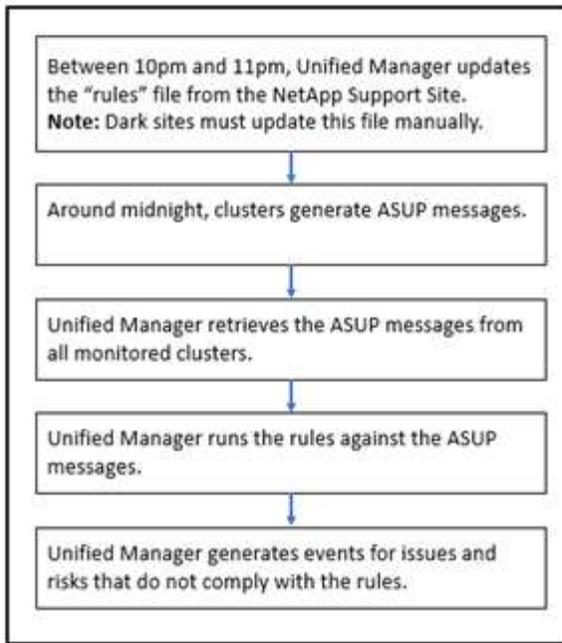 Between 10pm and 11pm, Unified Manager updates
the “rules” file from the NetApp Support Site.
Note: Dark sites must update this file manually.
Around midnight, clusters generate ASUP messages.
Unified Manager retrieves the ASUP messages from
all monitored clusters.
Unified Manager runs the rules against the ASUP
messages.
Unified Manager generates events for issues and
risks that do not comply with the rules.